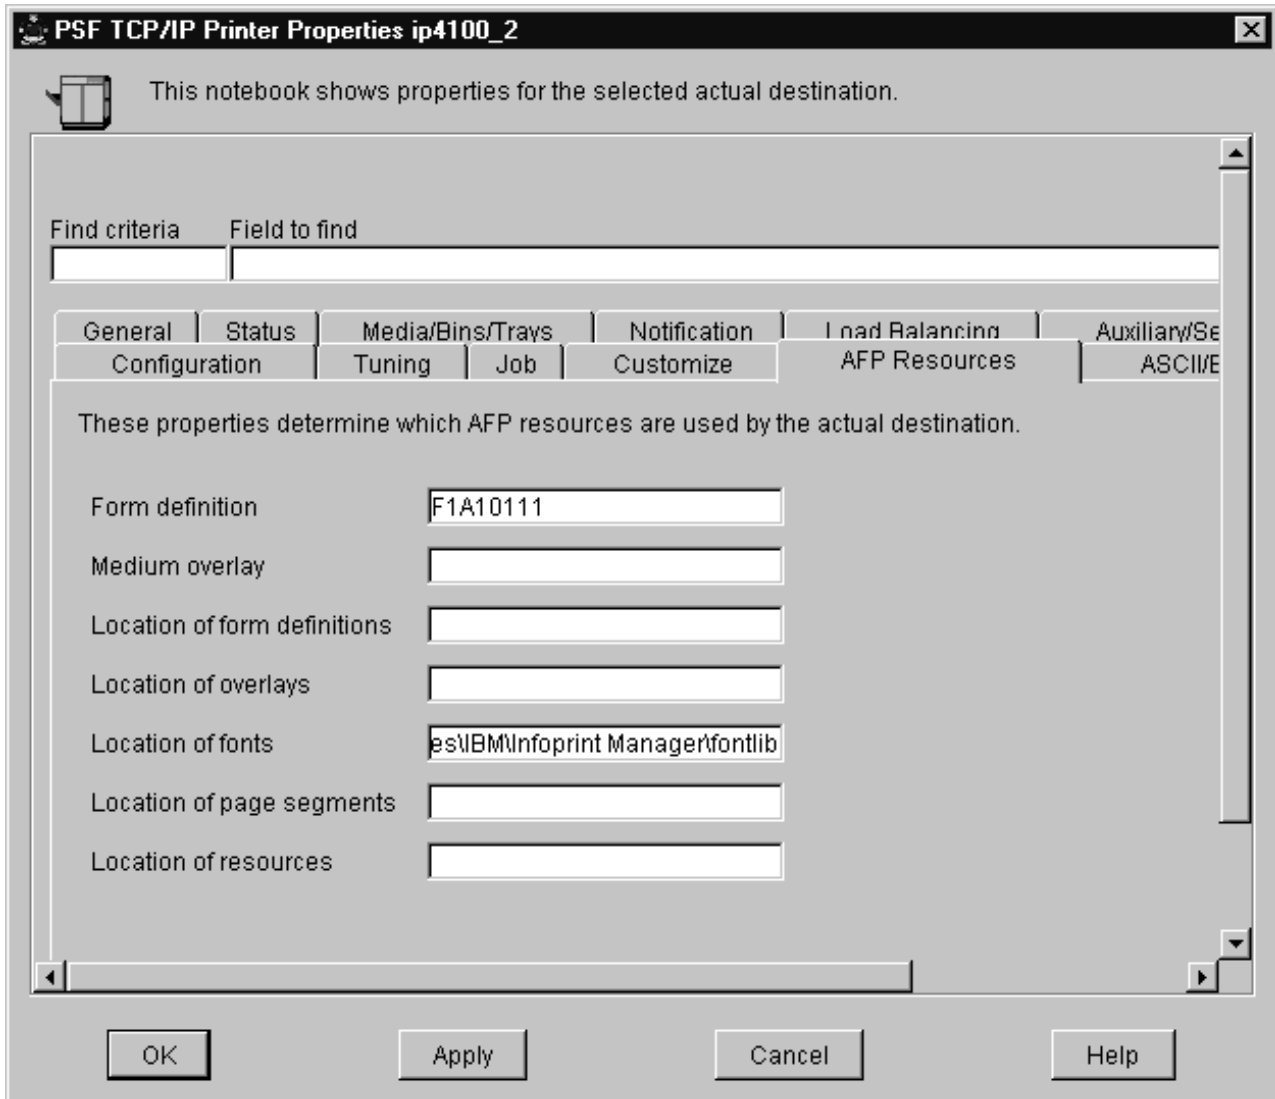 PSF TCP/IP Printer Properties ip4100_2
This notebook shows properties for the selected actual destination.
Find criteria Field to find
General Status Media/Bins/Trays Notification Load Balancing Auxiliary/Se
Configuration Tuning Job Customize AFP Resources ASCII/E
These properties determine which AFP resources are used by the actual destination.
Form definition F1A10111
Medium overlay
Location of form definitions
Location of overlays
Location of fonts es\IBM\Infoprint Manager\fontlib
Location of page segments
Location of resources
OK Apply Cancel Help